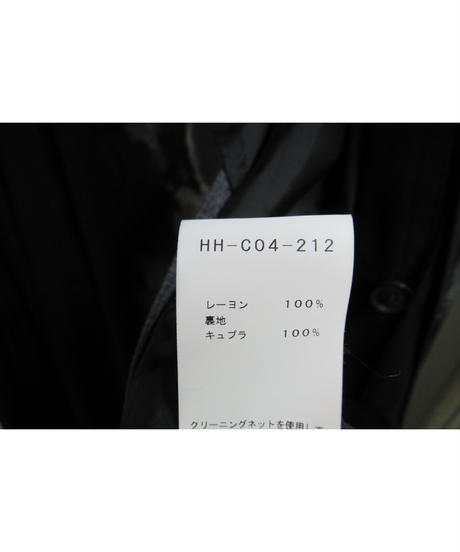 HH-C04-212
レーヨン 100%
裏地
キュプラ 100%
クリーニングネットを使用し